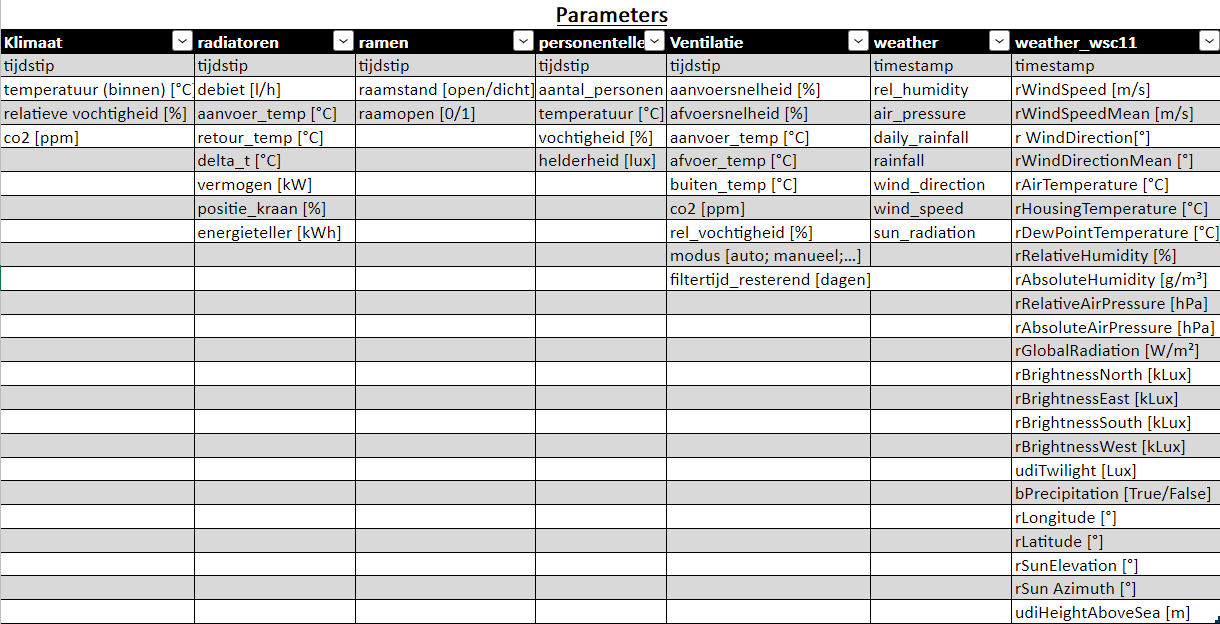 Parameters
Klimaat radiatoren ramen personentelle Ventilatie weather weather_wsc11
tijdstip tijdstip tijdstip tijdstip tijdstip timestamp timestamp
temperatuur (binnen) [°C debiet [l/h] raamstand [open/dicht] aantal_personen aanvoersnelheid [%] rel_humidity rWindSpeed [m/s]
relatieve vochtigheid [%] aanvoer_temp [°C] raamopen [0/1] temperatuur [°C] afvoersnelheid [%] air_pressure rWindSpeedMean [m/s]
co2 [ppm] retour_temp [°C] vochtigheid [%] aanvoer_temp [°C] daily_rainfall r WindDirection[°]
delta_t [°C] helderheid [lux] afvoer_temp [°C] rainfall rWindDirectionMean [°]
vermogen [kW] buiten_temp [°C] wind_direction rAirTemperature [°C]
positie_kraan [%] co2 [ppm] wind_speed rHousingTemperature [°C]
energieteller [kWh] rel_vochtigheid [%] sun_radiation rDewPointTemperature [°C]
modus [auto; manueel;...] rRelativeHumidity [%]
filtertijd_resterend [dagen] rAbsoluteHumidity [g/m³]
rRelativeAirPressure [hPa]
rAbsoluteAirPressure [hPa]
rGlobalRadiation [W/m²]
rBrightnessNorth [kLux]
rBrightnessEast [kLux]
rBrightnessSouth [kLux]
rBrightnessWest [kLux]
udiTwilight [Lux]
bPrecipitation [True/False]
rLongitude [°]
rLatitude [°]
rSunElevation [°]
rSun Azimuth [°]
udiHeightAboveSea [m]